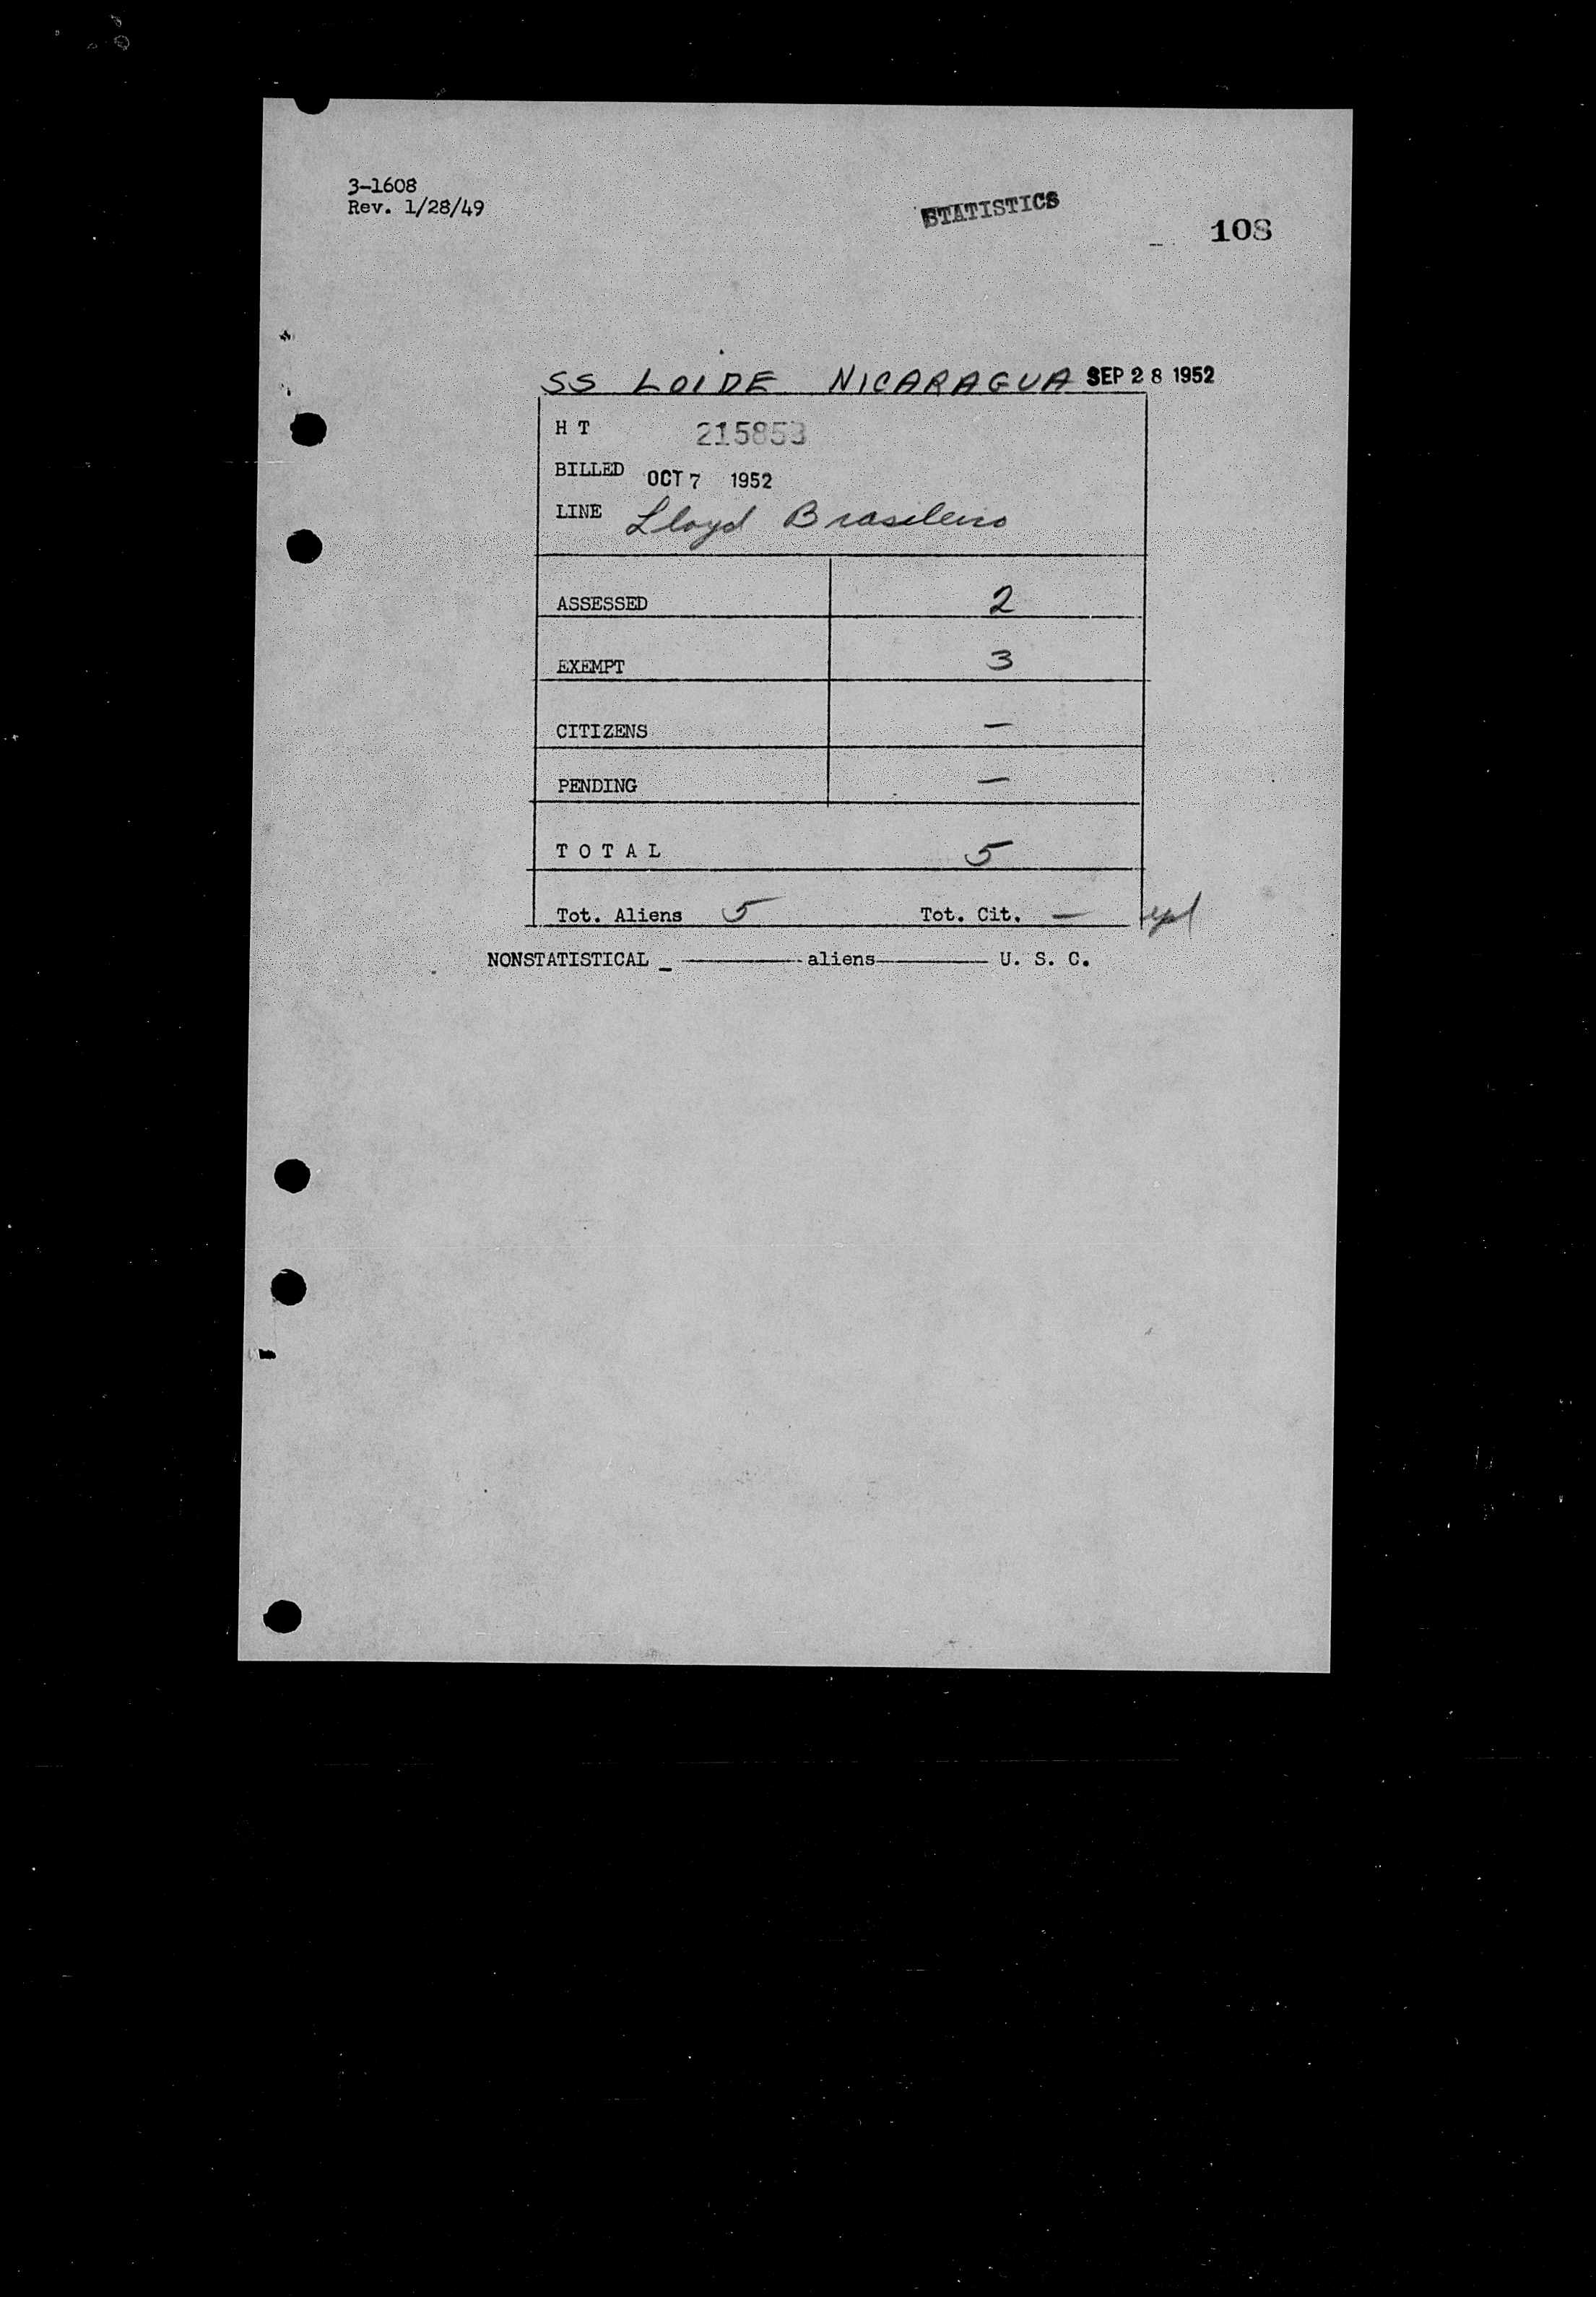 3-1608
Rev. 1/28/49
STATISTICS
108
SS LOIDE NICARAGUA SEP 28 1952
H T 215853
BILLED OCT 7 1952
LINE Lloyd Brasileiro
ASSESSED 2
EXEMPT 3
CITIZENS —
PENDING —
T O T A L 5
Tot. Aliens 5 Tot. Cit. —
NONSTATISTICAL _ ———— aliens ———— U. S. C.